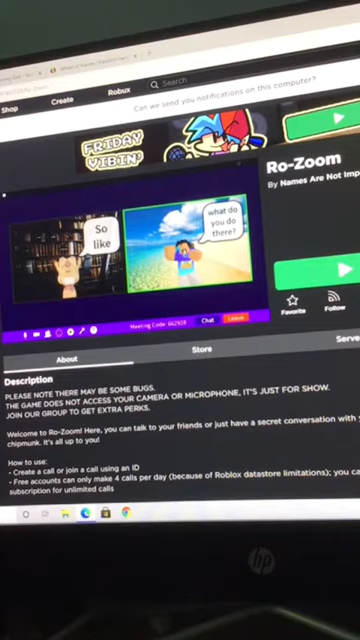 Shop
Create
Robux
Search
Can we send you notifications on this computer?
FRIDAY
VIBIN'
Ro-Zoom
By Names Are Not Imp
So
like
what do
you do
there?
Chat
Leave
Favorite
Follow
About
Store
Serve
Description
PLEASE NOTE THERE MAY BE SOME BUGS.
THE GAME DOES NOT ACCESS YOUR CAMERA OR MICROPHONE, IT'S JUST FOR SHOW.
JOIN OUR GROUP TO GET EXTRA PERKS.
Welcome to Ro-Zoom! Here, you can talk to your friends or just have a secret conversation with
chipmunk. It's all up to you!
How to use:
- Create a call or join a call using an ID
- Free accounts can only make 4 calls per day (because of Roblox datastore limitations); you ca
subscription for unlimited calls
hp